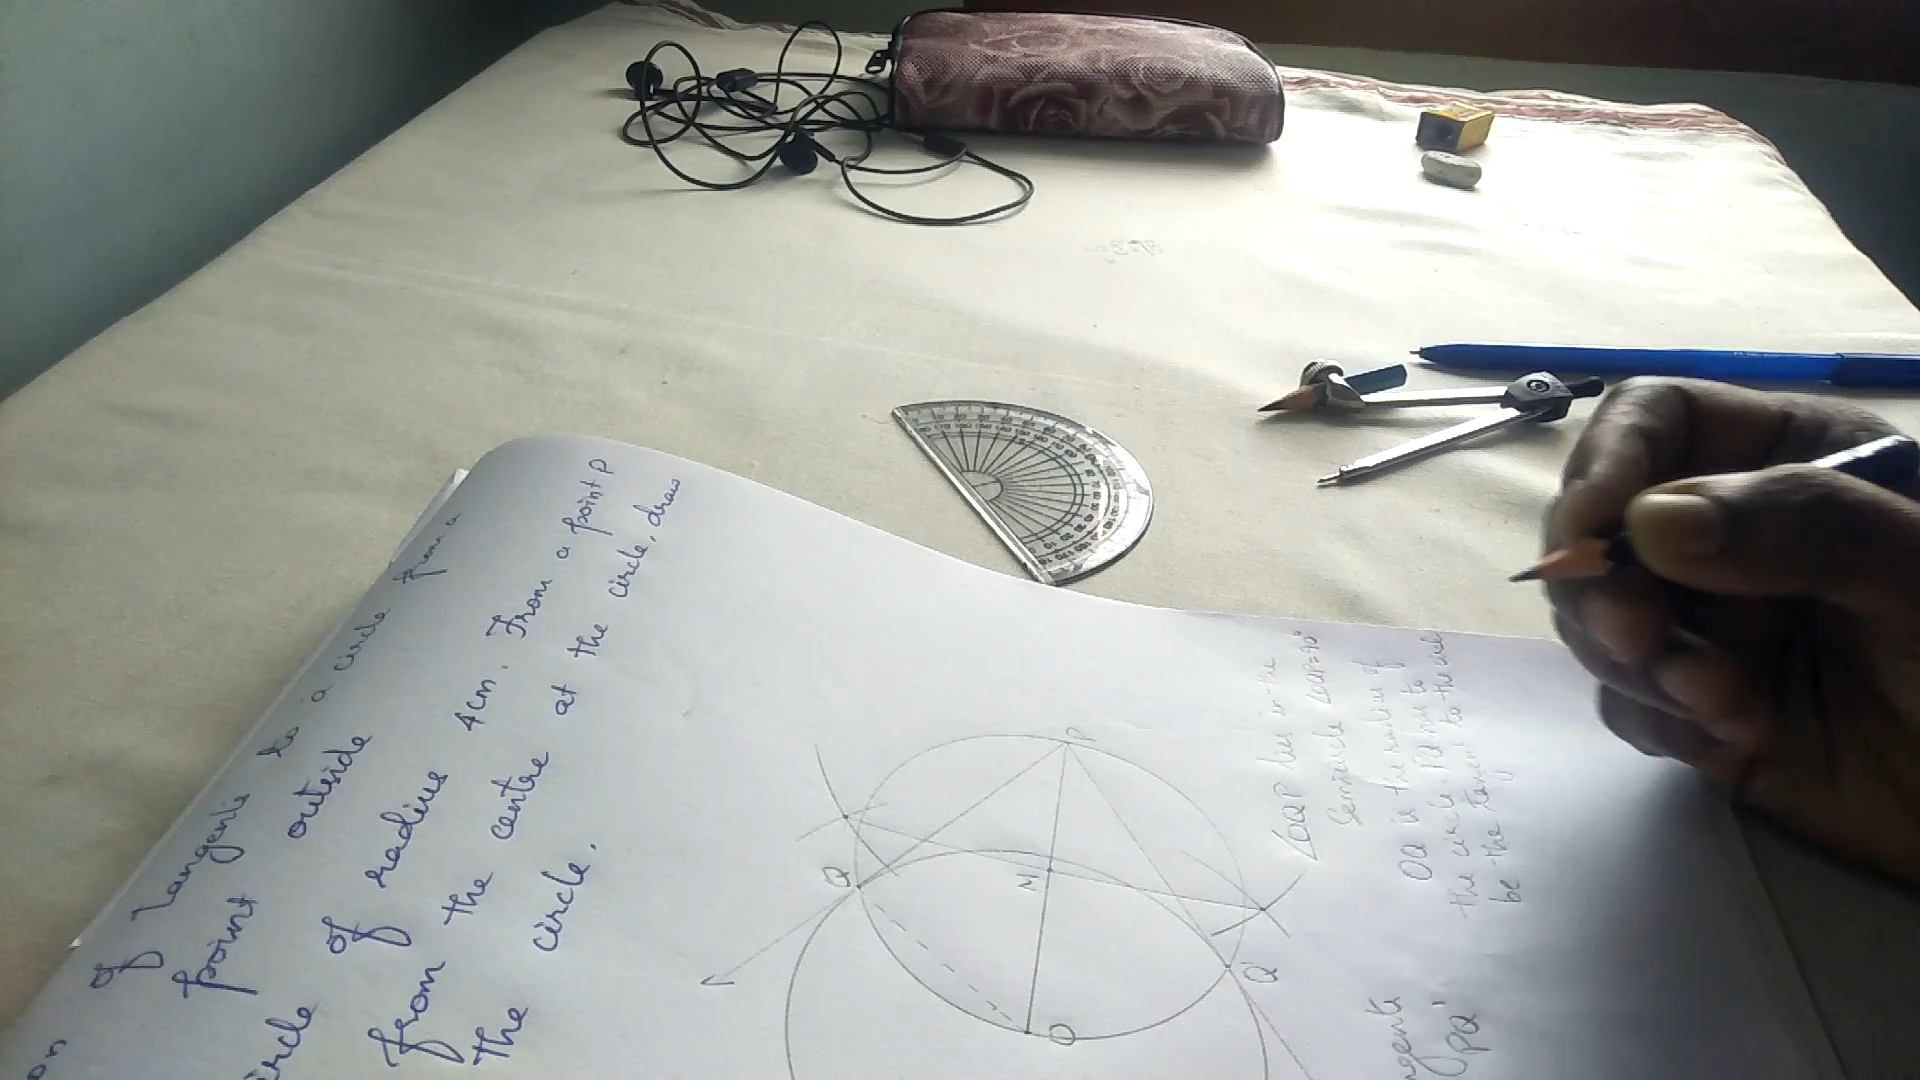 on of tangents to a circle from a
point outside
ircle of radius 4cm. From a point P
from the centre at the circle, draw
the circle.
P
Q
M
Q'
O
∠OQP lies in the
Semicircle ∠OQP=90°
OQ is the radius of
the circle. PQ has to
be the tangent to the circle
ngents
PQ'